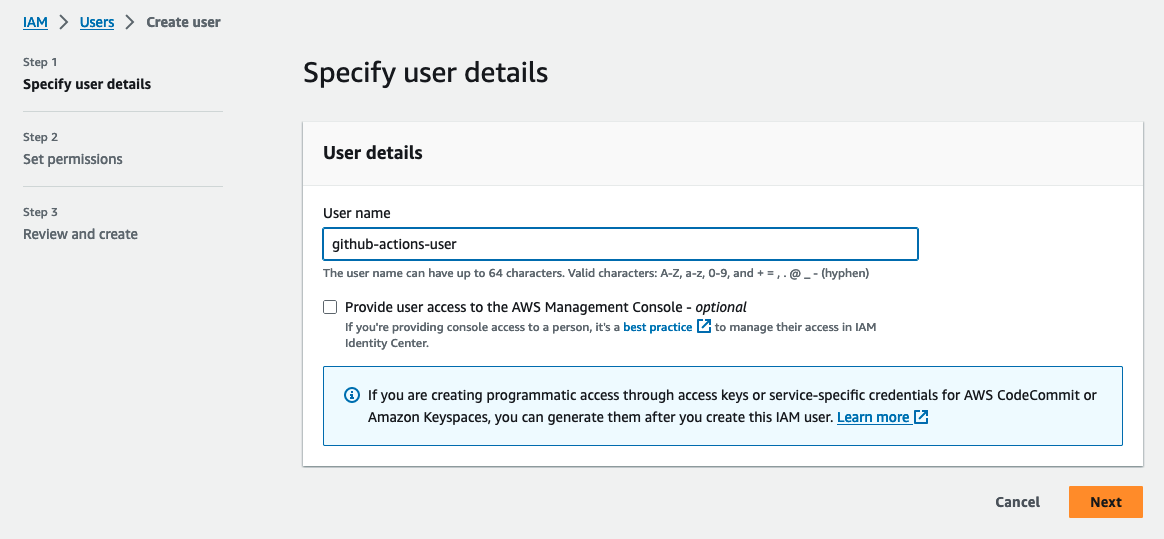 IAM > Users > Create user
Step 1
Specify user details
Step 2
Set permissions
Step 3
Review and create
Specify user details
User details
User name
github-actions-user
The user name can have up to 64 characters. Valid characters: A-Z, a-z, 0-9, and + = , . @ _ - (hyphen)
Provide user access to the AWS Management Console - optional
If you're providing console access to a person, it's a best practice to manage their access in IAM
Identity Center.
If you are creating programmatic access through access keys or service-specific credentials for AWS CodeCommit or
Amazon Keyspaces, you can generate them after you create this IAM user. Learn more
Cancel
Next